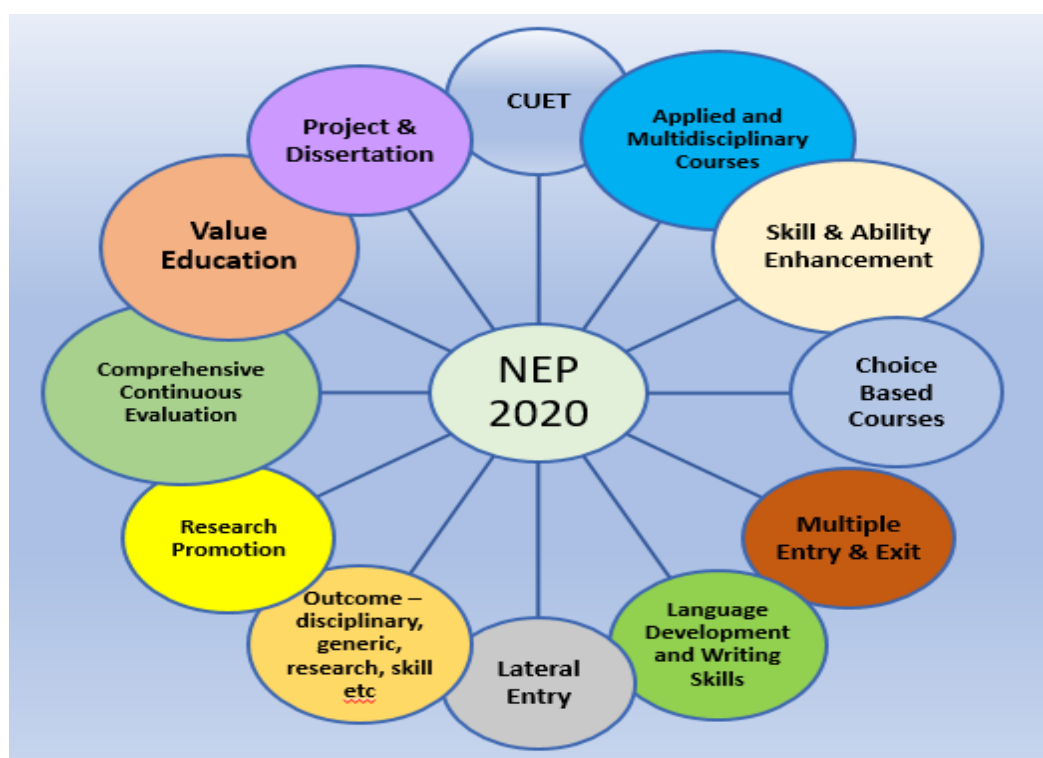 CUET
Applied and
Multidisciplinary
Courses
Skill & Ability
Enhancement
Choice
Based
Courses
Multiple
Entry & Exit
Language
Development
and Writing
Skills
Lateral
Entry
Outcome –
disciplinary,
generic,
research, skill
etc
Research
Promotion
Comprehensive
Continuous
Evaluation
Value
Education
Project &
Dissertation
NEP
2020